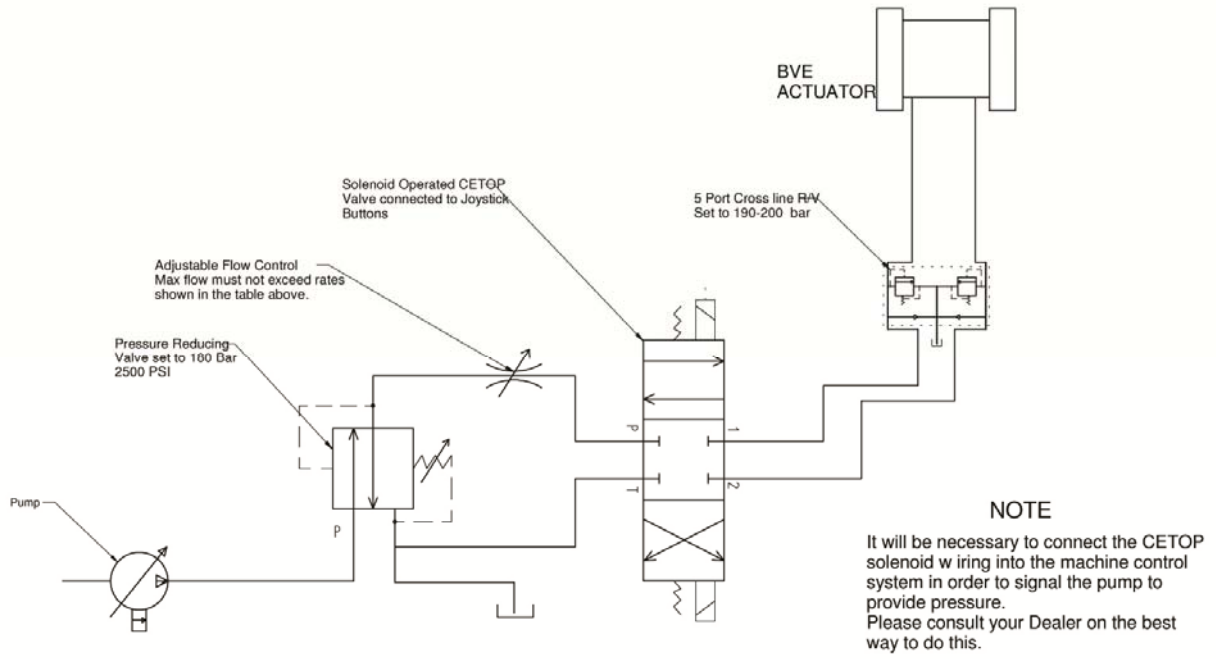 BVE
ACTUATOR
Solenoid Operated CETOP
Valve connected to Joystick
Buttons
5 Port Cross line R/V
Set to 190-200 bar
Adjustable Flow Control
Max flow must not exceed rates
shown in the table above.
Pressure Reducing
Valve set to 180 Bar
2500 PSI
P
T
1
2
Pump
P
NOTE
It will be necessary to connect the CETOP
solenoid w iring into the machine control
system in order to signal the pump to
provide pressure.
Please consult your Dealer on the best
way to do this.